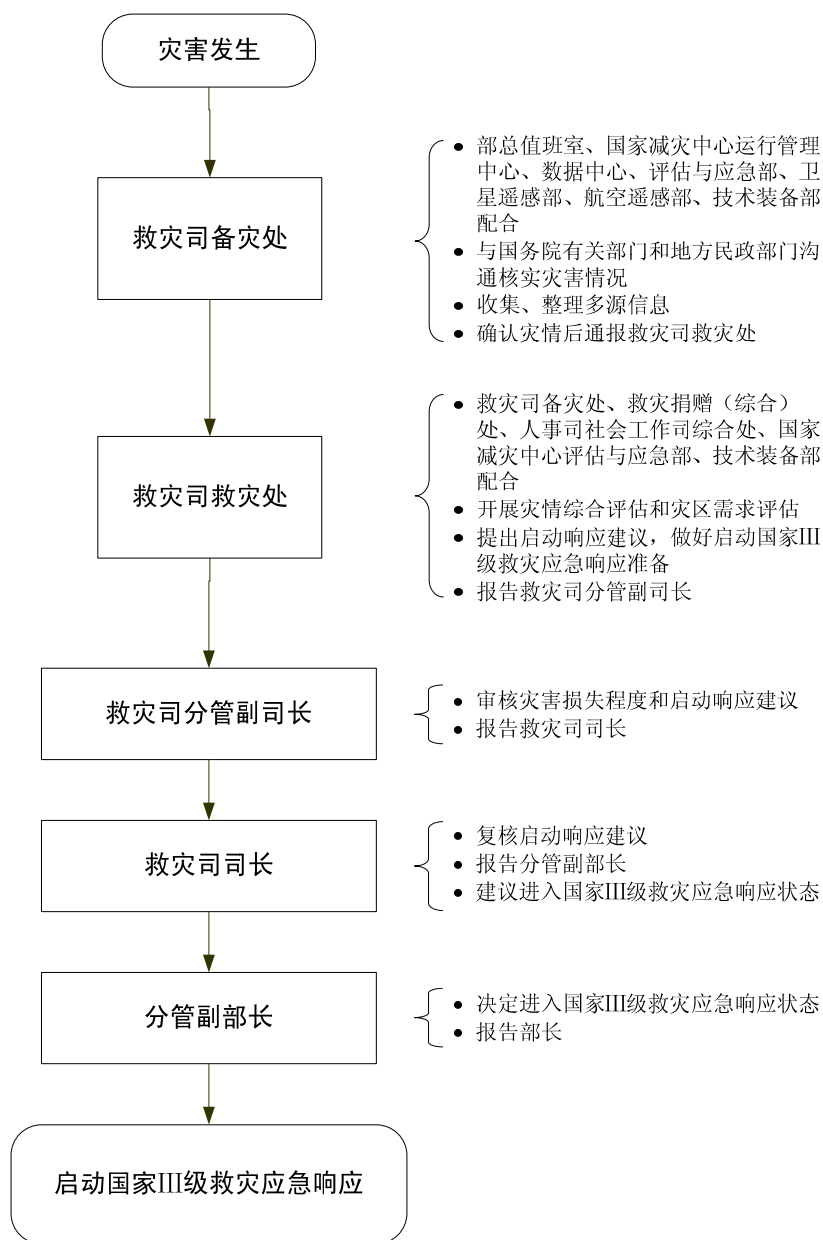 灾害发生
救灾司备灾处
● 部总值班室、国家减灾中心运行管理
中心、数据中心、评估与应急部、卫
星遥感部、航空遥感部、技术装备部
配合
● 与国务院有关部门和地方民政部门沟
通核实灾害情况
● 收集、整理多源信息
● 确认灾情后通报救灾司救灾处
救灾司救灾处
● 救灾司备灾处、救灾捐赠（综合）
处、人事司社会工作司综合处、国家
减灾中心评估与应急部、技术装备部
配合
● 开展灾情综合评估和灾区需求评估
● 提出启动响应建议，做好启动国家III
级救灾应急响应准备
● 报告救灾司分管副司长
救灾司分管副司长
● 审核灾害损失程度和启动响应建议
● 报告救灾司司长
救灾司司长
● 复核启动响应建议
● 报告分管副部长
● 建议进入国家III级救灾应急响应状态
分管副部长
● 决定进入国家III级救灾应急响应状态
● 报告部长
启动国家III级救灾应急响应